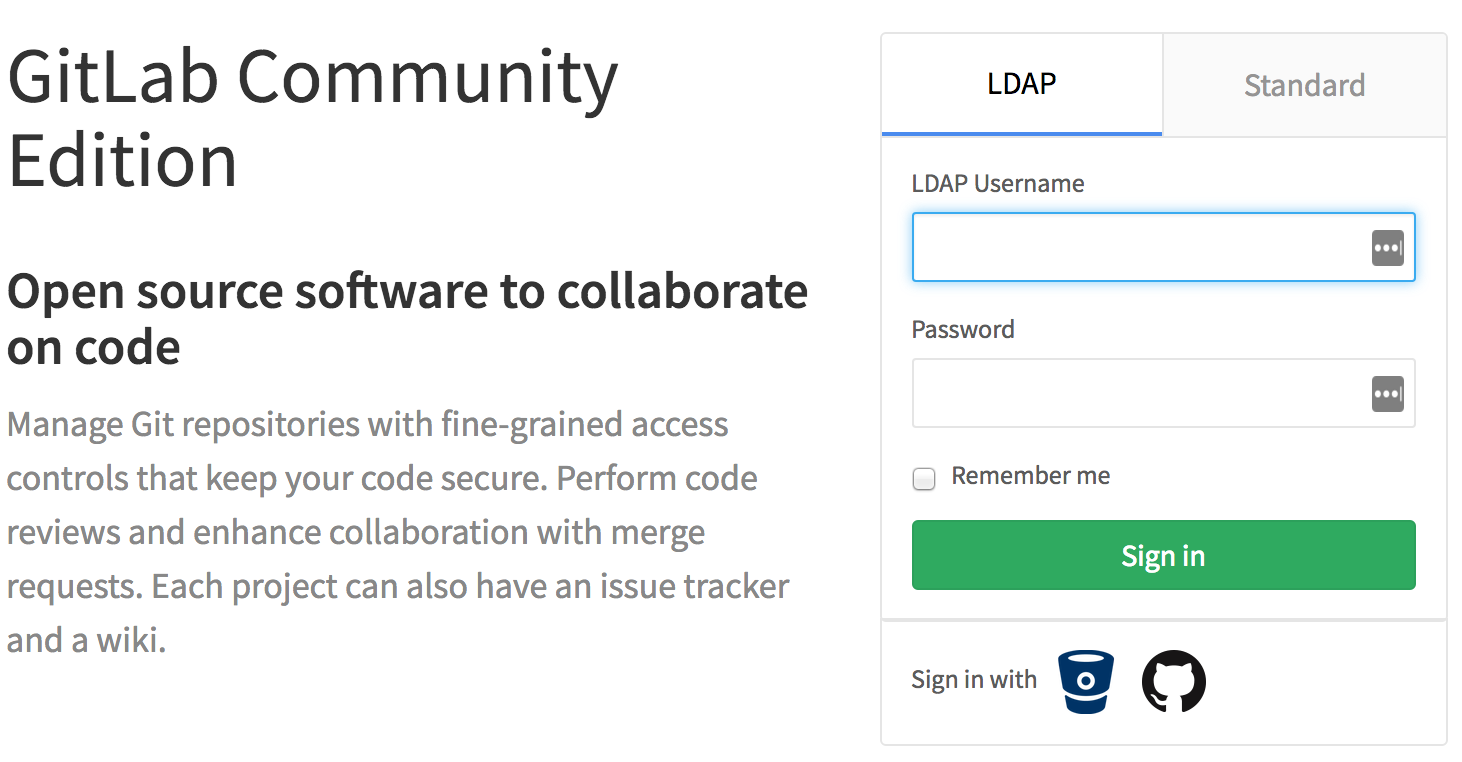 GitLab Community
Edition
Open source software to collaborate
on code
Manage Git repositories with fine-grained access
controls that keep your code secure. Perform code
reviews and enhance collaboration with merge
requests. Each project can also have an issue tracker
and a wiki.
LDAP
Standard
LDAP Username
Password
Remember me
Sign in
Sign in with